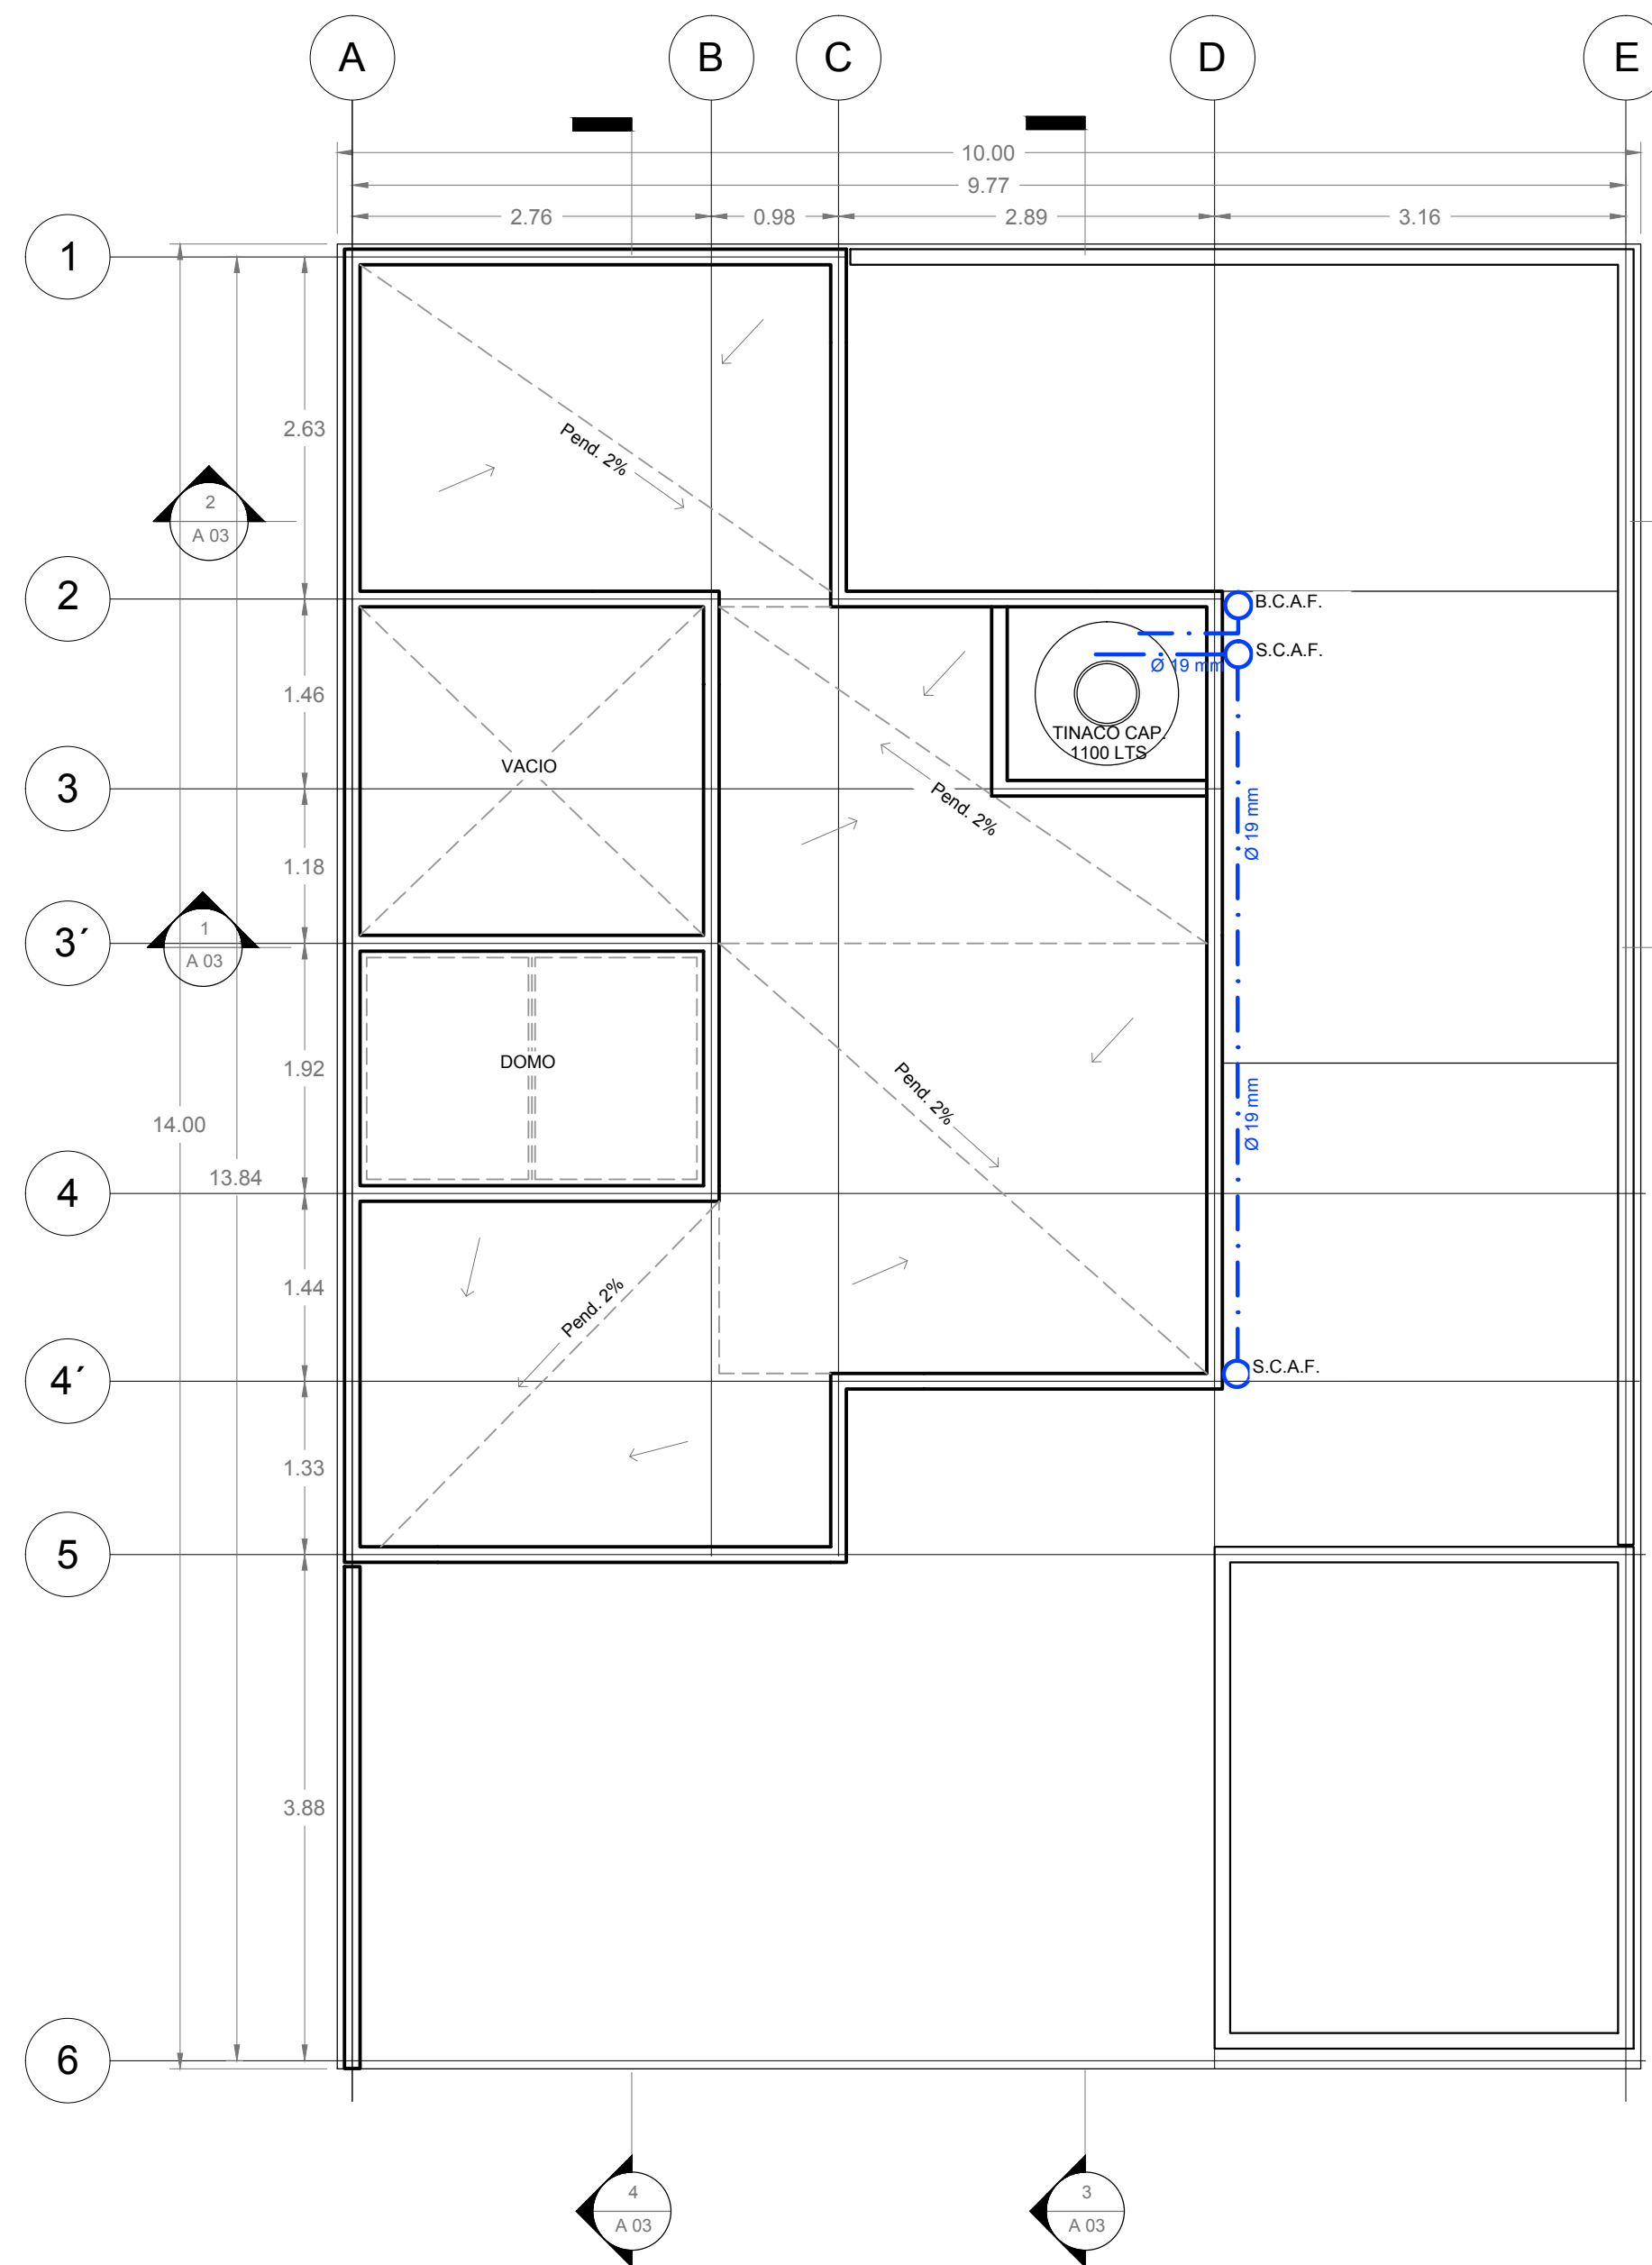 A
B
C
D
E
10.00
9.77
2.76
0.98
2.89
3.16
1
2.63
Pend. 2%
2
A 03
2
B.C.A.F.
S.C.A.F.
Ø 19 mm
1.46
TINACO CAP.
1100 LTS
VACIO
3
Pend. 2%
Ø 19 mm
1.18
3´
1
A 03
1.92
DOMO
Pend. 2%
Ø 19 mm
14.00
13.84
4
1.44
Pend. 2%
4´
S.C.A.F.
1.33
5
3.88
6
4
A 03
3
A 03